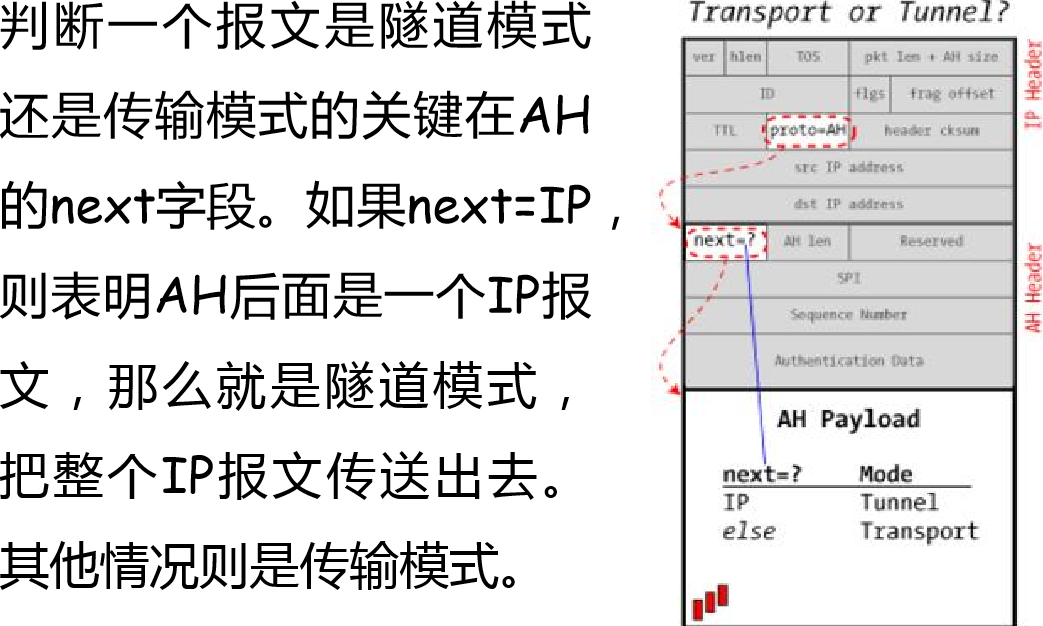 判断一个报文是隧道模式
还是传输模式的关键在AH
的next字段。如果next=IP，
则表明AH后面是一个IP报
文，那么就是隧道模式，
把整个IP报文传送出去。
其他情况则是传输模式。
Transport or Tunnel?
ver hlen TOS pkt len + AH size
ID flgs frag offset
TTL proto=AH header cksum
src IP address
dst IP address
IP Header
next=? AH len Reserved
SPI
Sequence Number
Authentication Data
AH Header
AH Payload
next=? Mode
IP Tunnel
else Transport